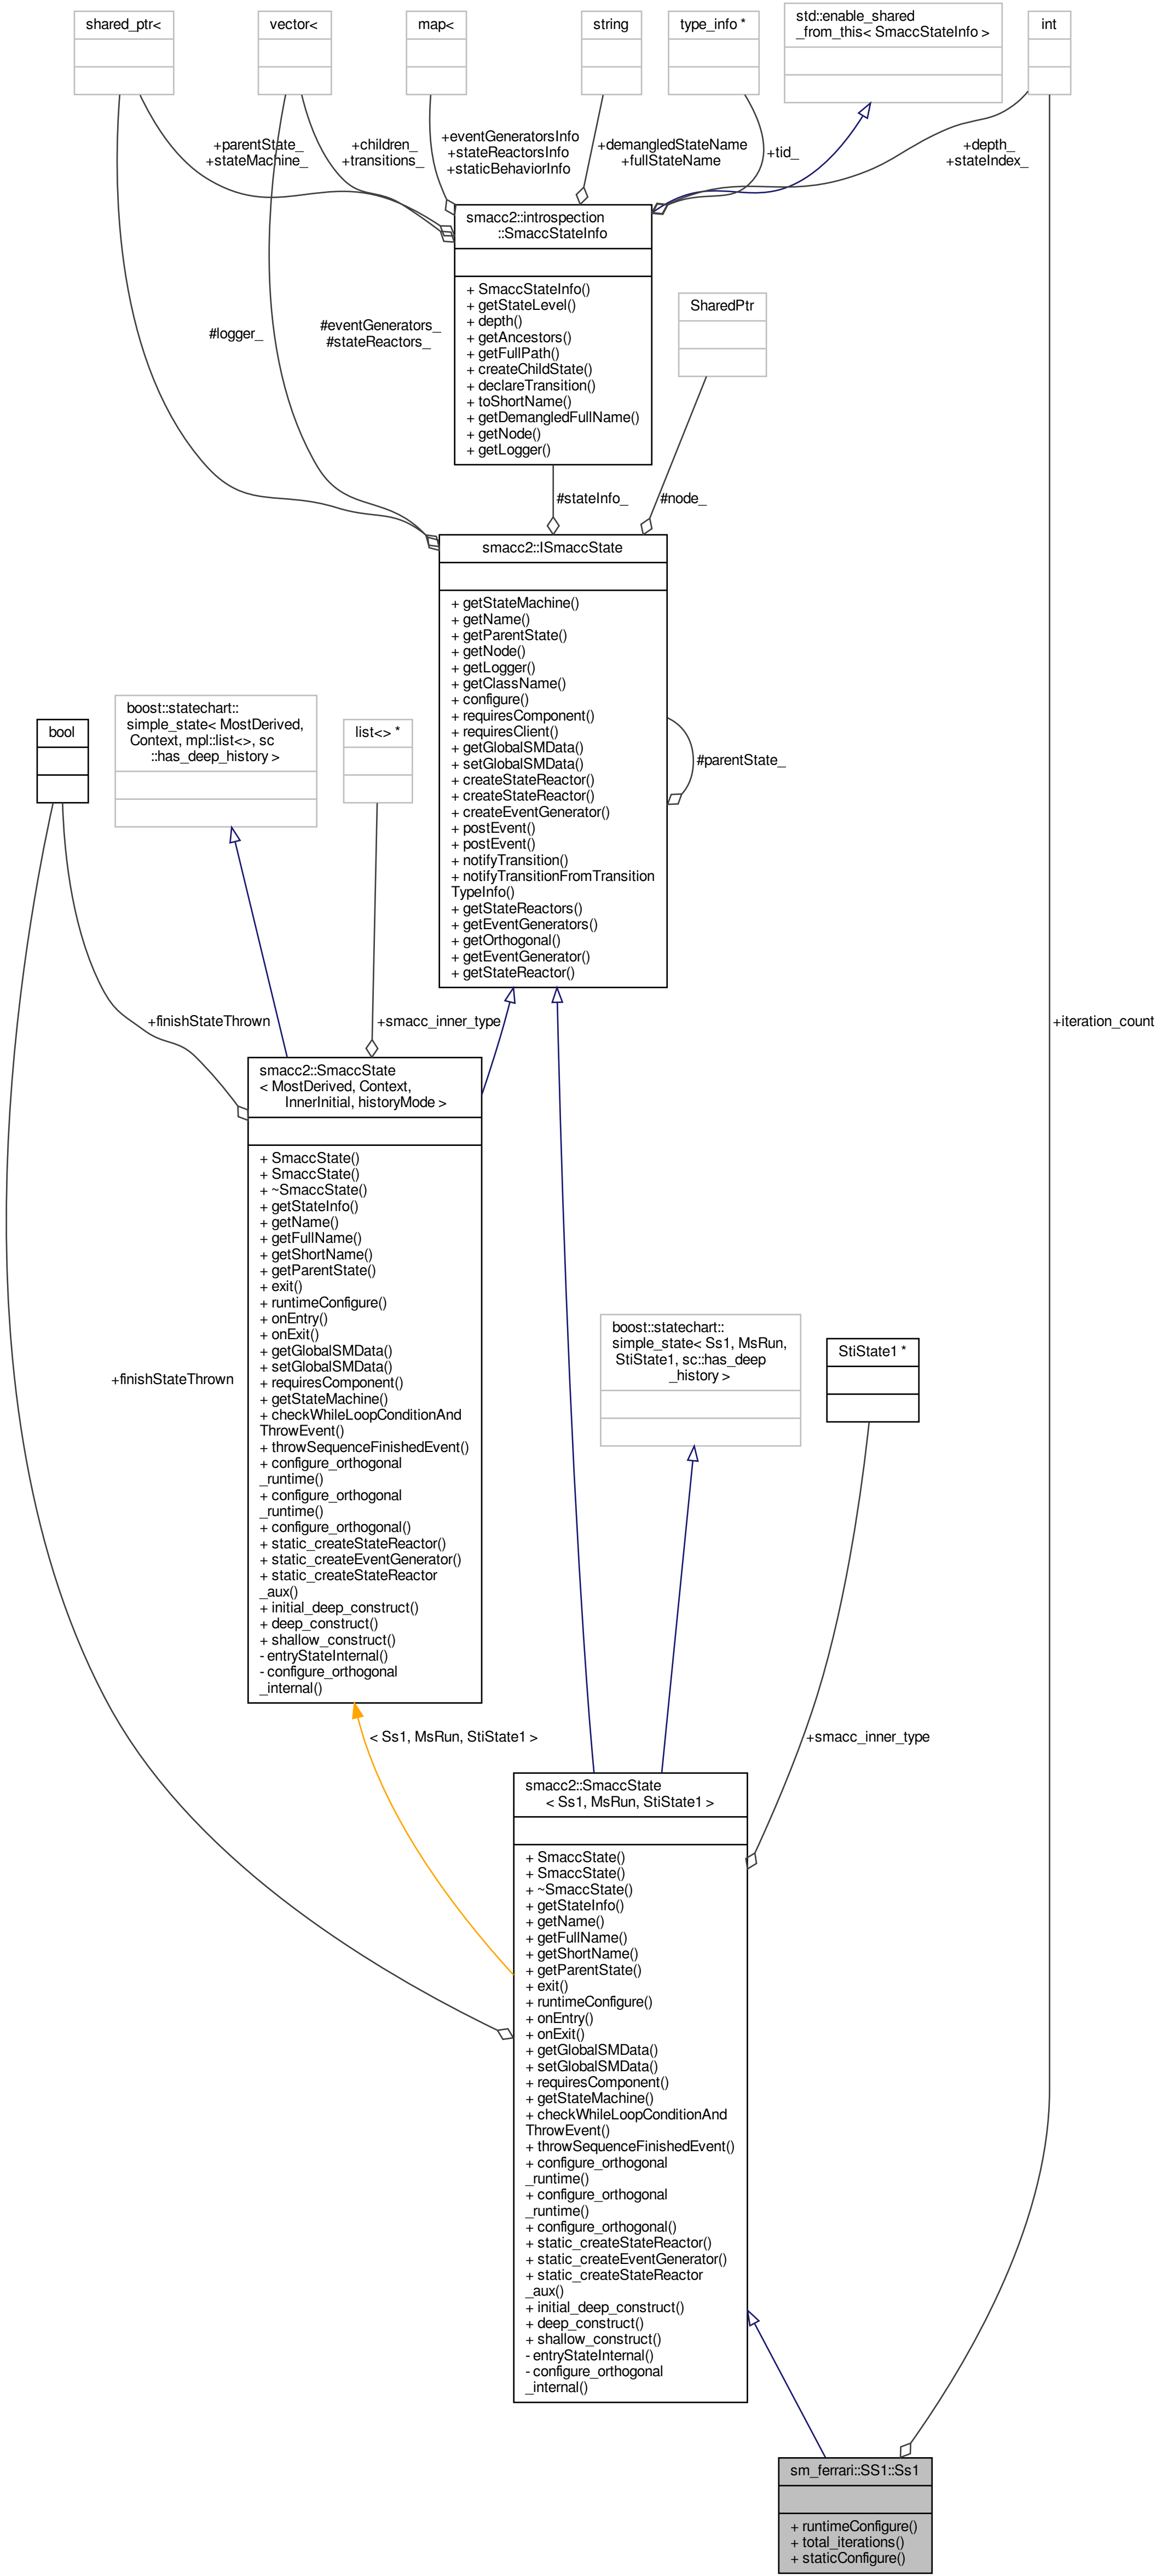 shared_ptr<
vector<
map<
string
type_info *
std::enable_shared
_from_this< SmaccStateInfo >
int
+parentState_
+stateMachine_
+children_
+transitions_
+eventGeneratorsInfo
+stateReactorsInfo
+staticBehaviorInfo
+demangledStateName
+fullStateName
+tid_
+depth_
+stateIndex_
smacc2::introspection
::SmaccStateInfo
+ SmaccStateInfo()
+ getStateLevel()
+ depth()
+ getAncestors()
+ getFullPath()
+ createChildState()
+ declareTransition()
+ toShortName()
+ getDemangledFullName()
+ getNode()
+ getLogger()
SharedPtr
#logger_
#eventGenerators_
#stateReactors_
#stateInfo_
#node_
smacc2::ISmaccState
+ getStateMachine()
+ getName()
+ getParentState()
+ getNode()
+ getLogger()
+ getClassName()
+ configure()
+ requiresComponent()
+ requiresClient()
+ getGlobalSMData()
+ setGlobalSMData()
+ createStateReactor()
+ createStateReactor()
+ createEventGenerator()
+ postEvent()
+ postEvent()
+ notifyTransition()
+ notifyTransitionFromTransition
TypeInfo()
+ getStateReactors()
+ getEventGenerators()
+ getOrthogonal()
+ getEventGenerator()
+ getStateReactor()
#parentState_
bool
boost::statechart::
simple_state< MostDerived,
Context, mpl::list<>, sc
::has_deep_history >
list<> *
+finishStateThrown
+smacc_inner_type
+iteration_count
smacc2::SmaccState
< MostDerived, Context,
InnerInitial, historyMode >
+ SmaccState()
+ SmaccState()
+ ~SmaccState()
+ getStateInfo()
+ getName()
+ getFullName()
+ getShortName()
+ getParentState()
+ exit()
+ runtimeConfigure()
+ onEntry()
+ onExit()
+ getGlobalSMData()
+ setGlobalSMData()
+ requiresComponent()
+ getStateMachine()
+ checkWhileLoopConditionAnd
ThrowEvent()
+ throwSequenceFinishedEvent()
+ configure_orthogonal
_runtime()
+ configure_orthogonal
_runtime()
+ configure_orthogonal()
+ static_createStateReactor()
+ static_createEventGenerator()
+ static_createStateReactor
_aux()
+ initial_deep_construct()
+ deep_construct()
+ shallow_construct()
- entryStateInternal()
- configure_orthogonal
_internal()
+finishStateThrown
boost::statechart::
simple_state< Ss1, MsRun,
StiState1, sc::has_deep
_history >
StiState1 *
< Ss1, MsRun, StiState1 >
+smacc_inner_type
smacc2::SmaccState
< Ss1, MsRun, StiState1 >
+ SmaccState()
+ SmaccState()
+ ~SmaccState()
+ getStateInfo()
+ getName()
+ getFullName()
+ getShortName()
+ getParentState()
+ exit()
+ runtimeConfigure()
+ onEntry()
+ onExit()
+ getGlobalSMData()
+ setGlobalSMData()
+ requiresComponent()
+ getStateMachine()
+ checkWhileLoopConditionAnd
ThrowEvent()
+ throwSequenceFinishedEvent()
+ configure_orthogonal
_runtime()
+ configure_orthogonal
_runtime()
+ configure_orthogonal()
+ static_createStateReactor()
+ static_createEventGenerator()
+ static_createStateReactor
_aux()
+ initial_deep_construct()
+ deep_construct()
+ shallow_construct()
- entryStateInternal()
- configure_orthogonal
_internal()
sm_ferrari::SS1::Ss1
+ runtimeConfigure()
+ total_iterations()
+ staticConfigure()